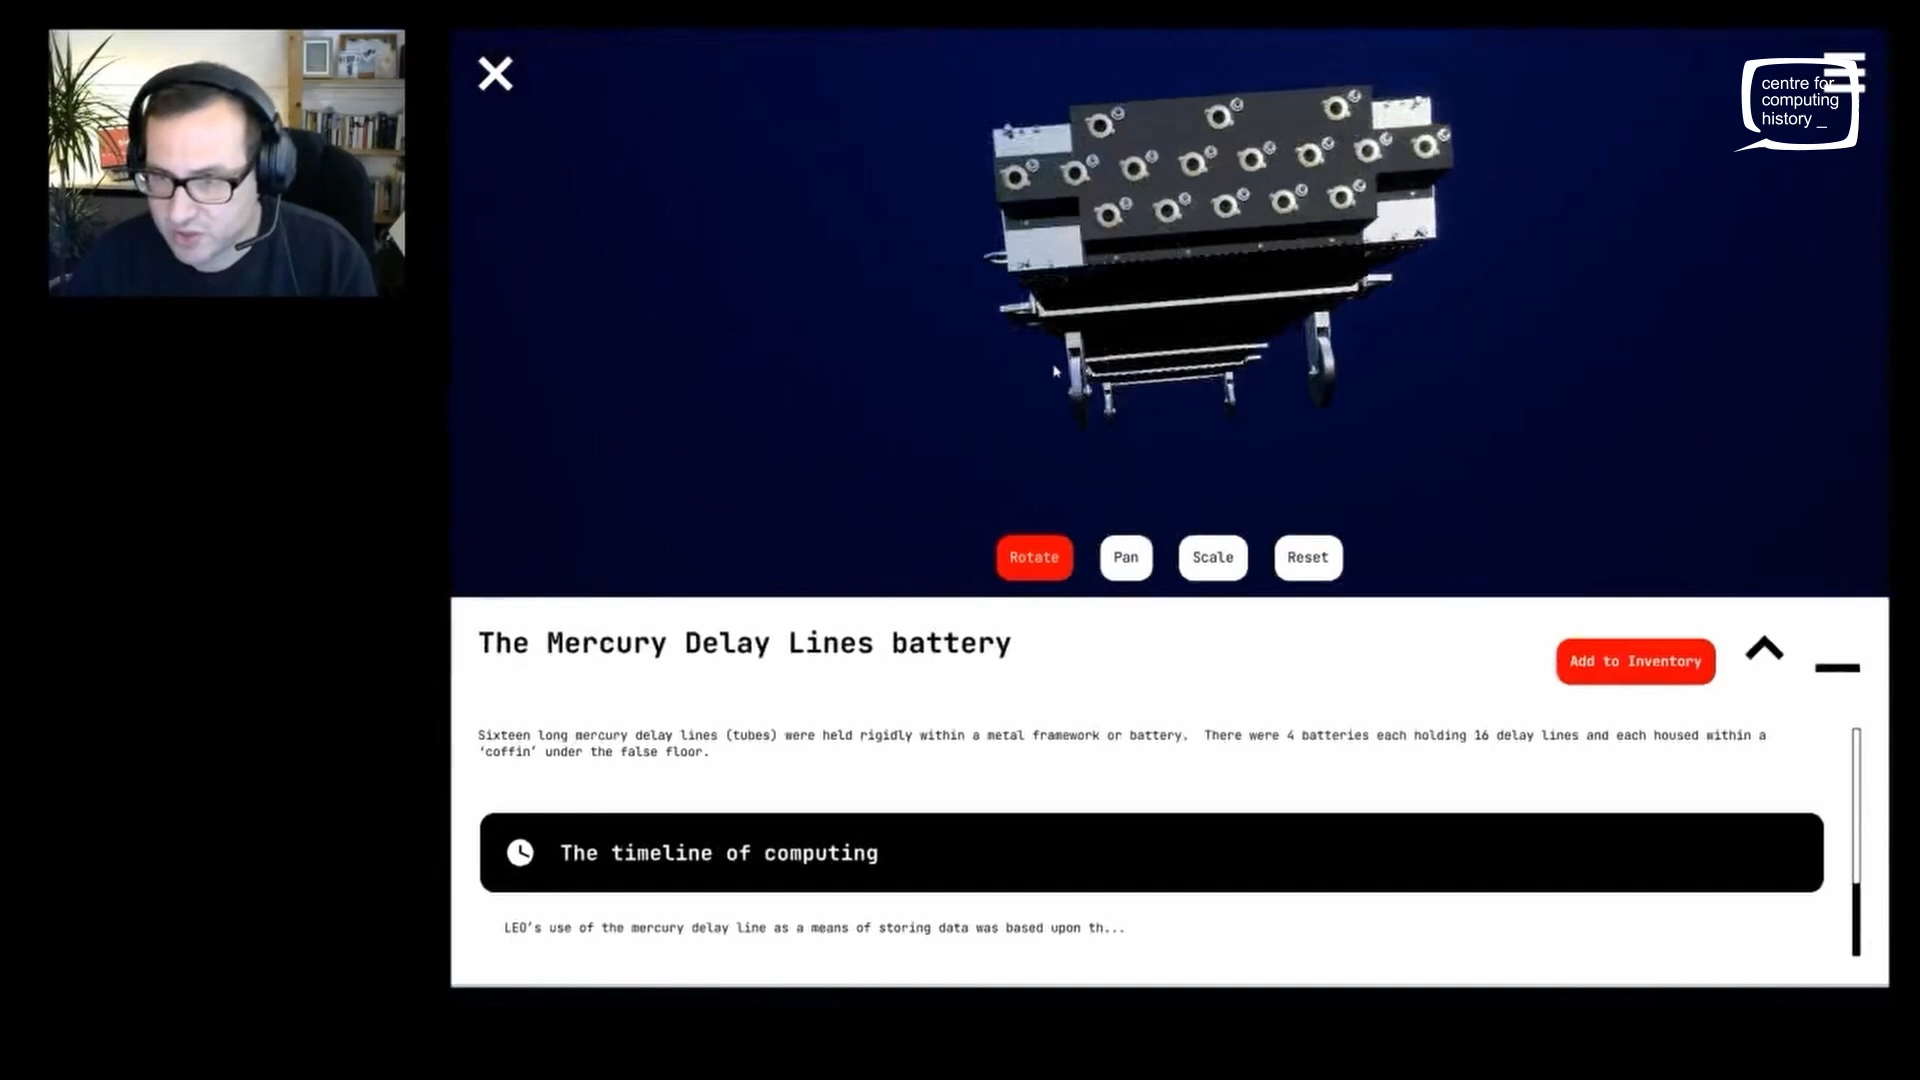 centre for
computing
history _
Rotate
Pan
Scale
Reset
The Mercury Delay Lines battery
Add to Inventory
Sixteen long mercury delay lines (tubes) were held rigidly within a metal framework or battery. There were 4 batteries each holding 16 delay lines and each housed within a
‘coffin’ under the false floor.
The timeline of computing
LEO’s use of the mercury delay line as a means of storing data was based upon th...